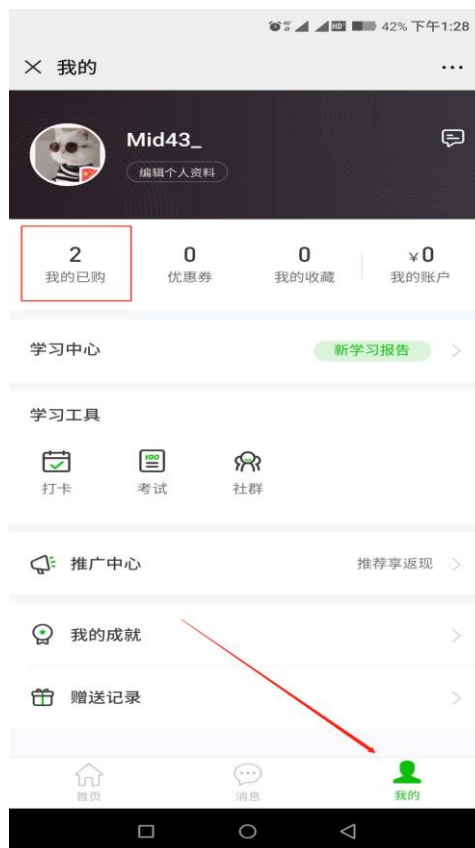 HD 42% 下午1:28
我的
Mid43_
编辑个人资料
2 0 0 ¥0
我的已购 优惠券 我的收藏 我的账户
学习中心 新学习报告
学习工具
100
打卡 考试 社群
推广中心 推荐享返现
我的成就
赠送记录
首页 消息 我的